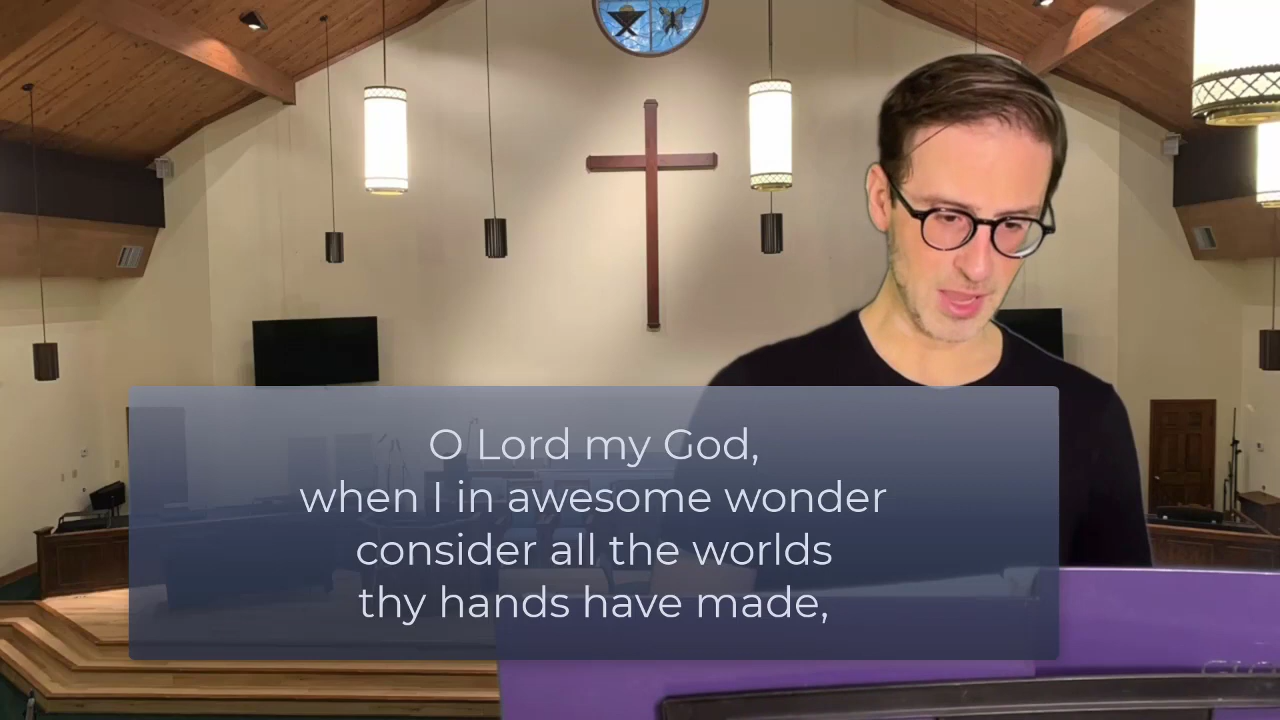 O Lord my God,
when I in awesome wonder
consider all the worlds
thy hands have made,